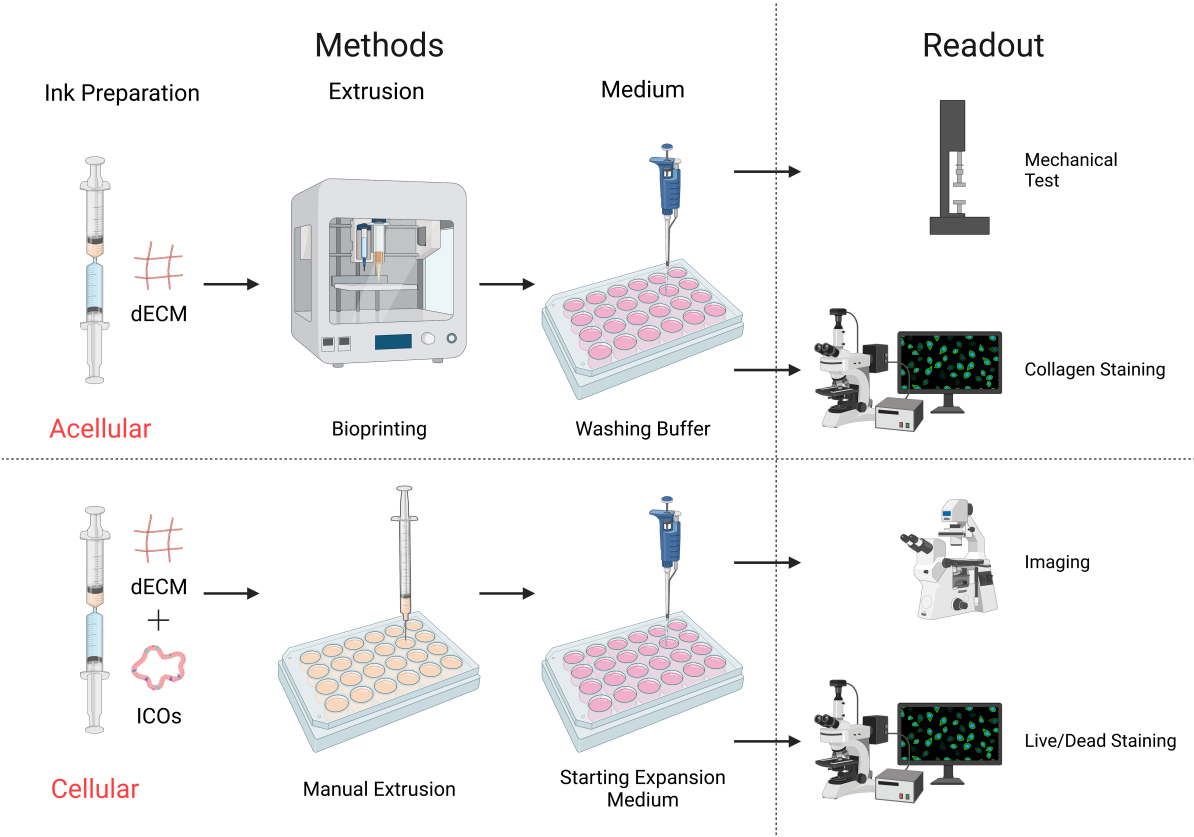 Methods
Readout
Ink Preparation
Extrusion
Medium
Mechanical
Test
dECM
Collagen Staining
Acellular
Bioprinting
Washing Buffer
dECM
+
ICOs
Imaging
Live/Dead Staining
Cellular
Manual Extrusion
Starting Expansion
Medium